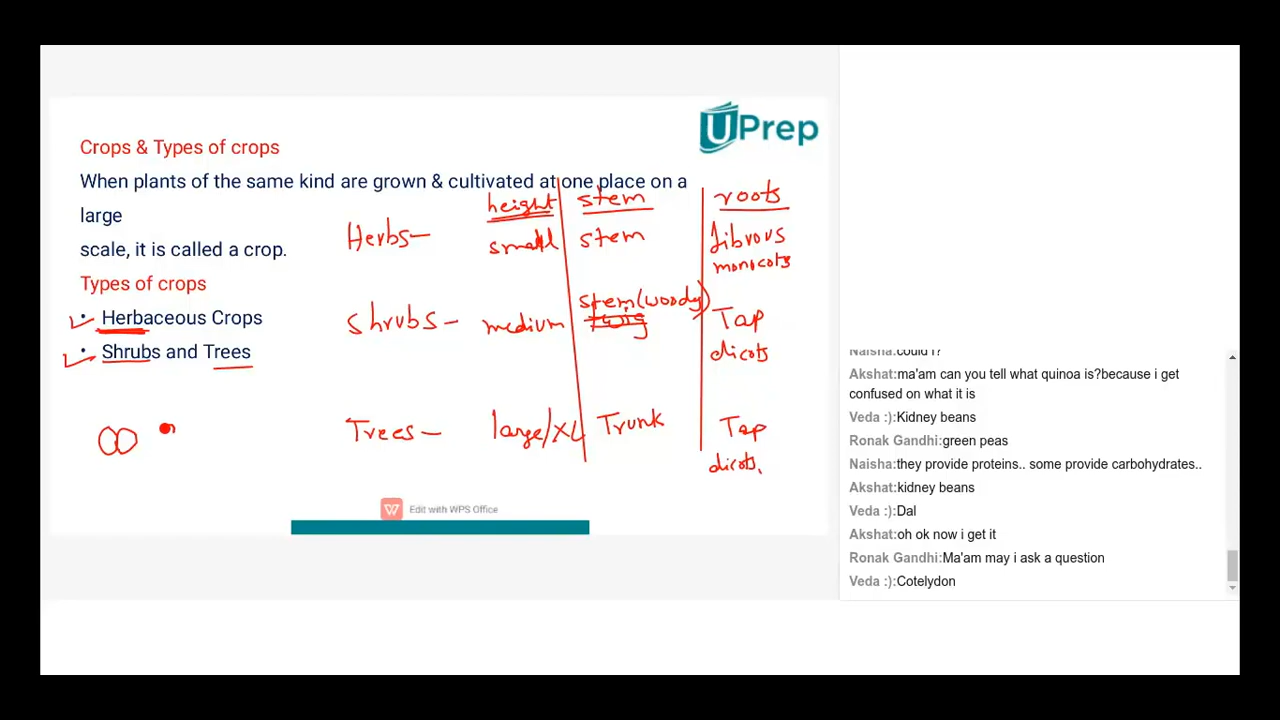 UPrep
Crops & Types of crops
When plants of the same kind are grown & cultivated at one place on a
large
scale, it is called a crop.
Types of crops
• Herbaceous Crops
• Shrubs and Trees
height stem roots
Herbs— small stem fibrous
monocots
Shrubs — medium stem (woody) Tap
dicots
Trees — large/XL Trunk Tap
dicots.
Edit with WPS Office
Naisha:could i?
Akshat:ma'am can you tell what quinoa is?because i get
confused on what it is
Veda :):Kidney beans
Ronak Gandhi:green peas
Naisha:they provide proteins.. some provide carbohydrates..
Akshat:kidney beans
Veda :):Dal
Akshat:oh ok now i get it
Ronak Gandhi:Ma'am may i ask a question
Veda :):Cotelydon